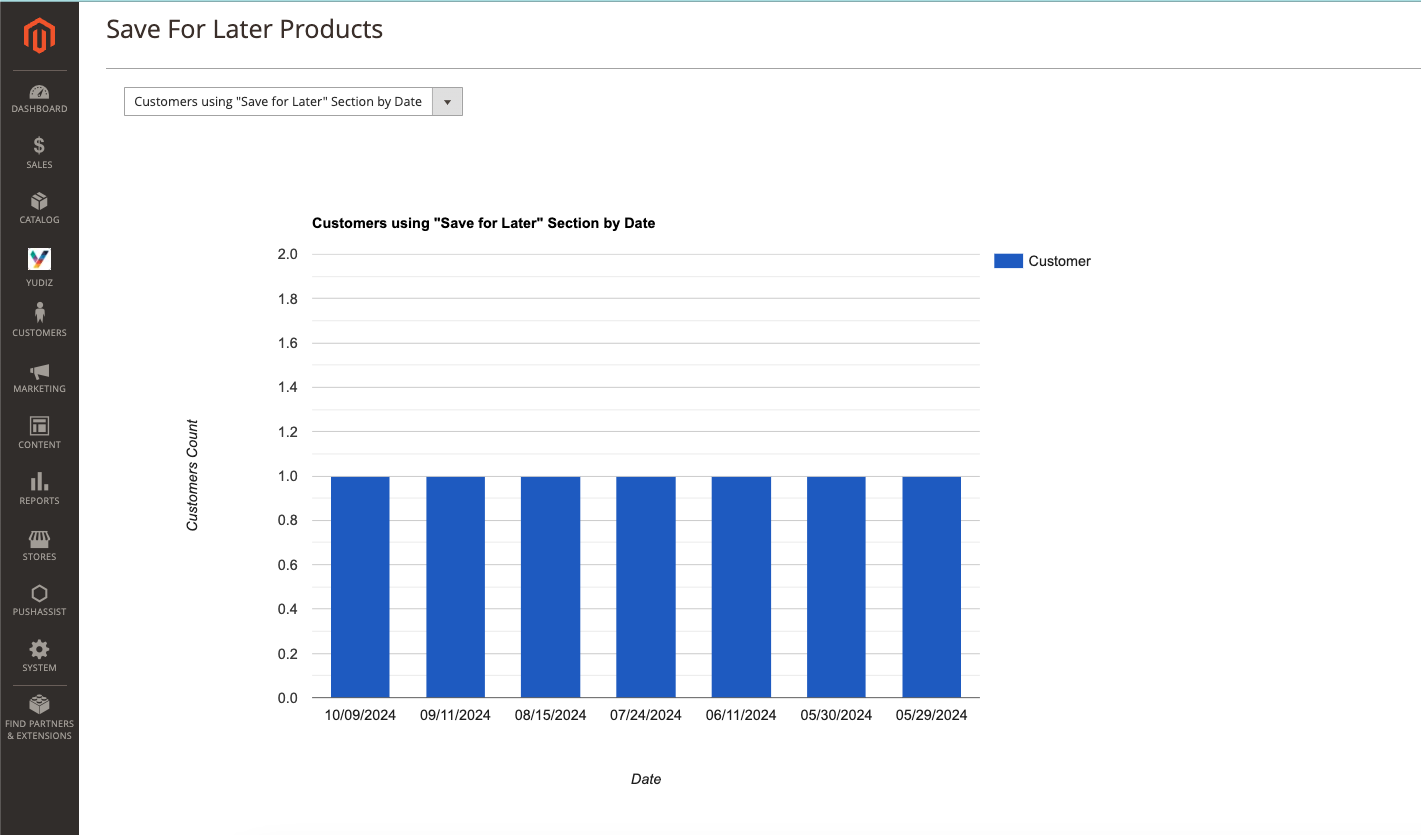 Save For Later Products
DASHBOARD
SALES
CATALOG
YUDIZ
CUSTOMERS
MARKETING
CONTENT
REPORTS
STORES
PUSHASSIST
SYSTEM
FIND PARTNERS
& EXTENSIONS
Customers using "Save for Later" Section by Date
Customers using "Save for Later" Section by Date
Customer
Customers Count
2.0
1.8
1.6
1.4
1.2
1.0
0.8
0.6
0.4
0.2
0.0
10/09/2024 09/11/2024 08/15/2024 07/24/2024 06/11/2024 05/30/2024 05/29/2024
Date